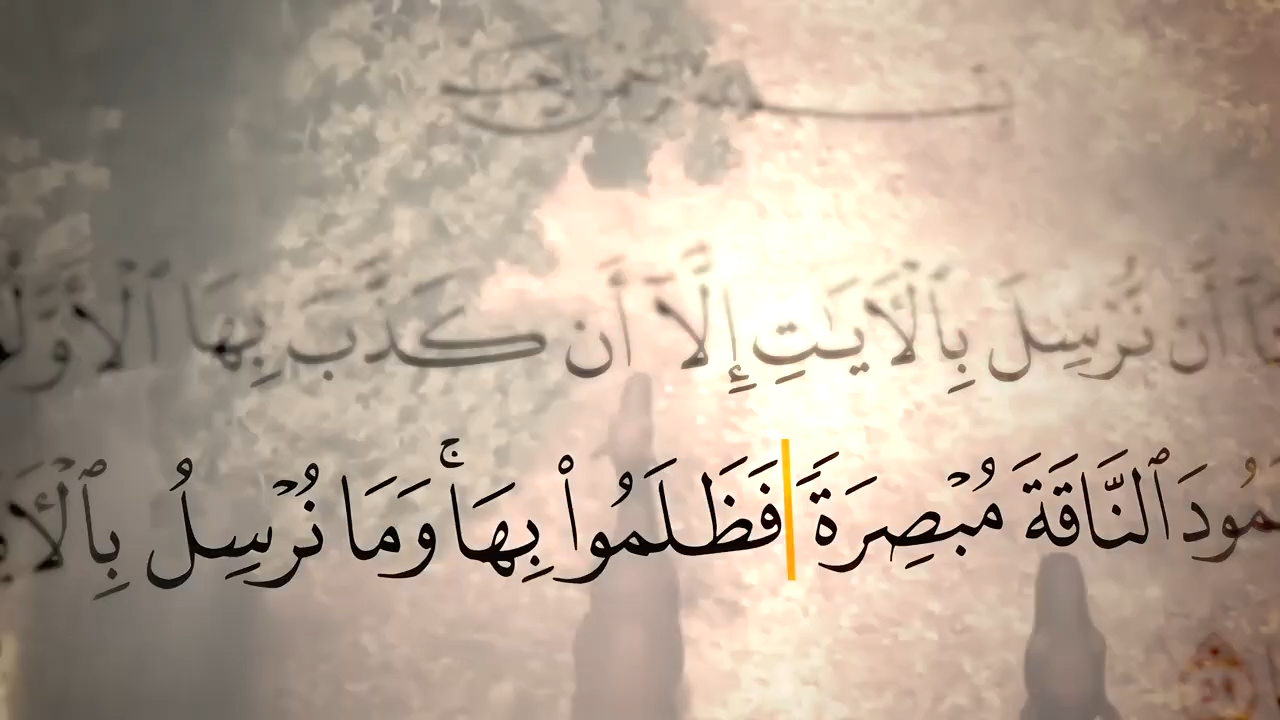 أَن نُّرْسِلَ بِٱلْأَيَٰتِ إِلَّآ أَن كَذَّبَ بِهَا ٱلْأَوَّلُو
مُودَ ٱلنَّاقَةَ مُبْصِرَةً فَظَلَمُوا۟ بِهَا ۚ وَمَا نُرْسِلُ بِٱلْأَي